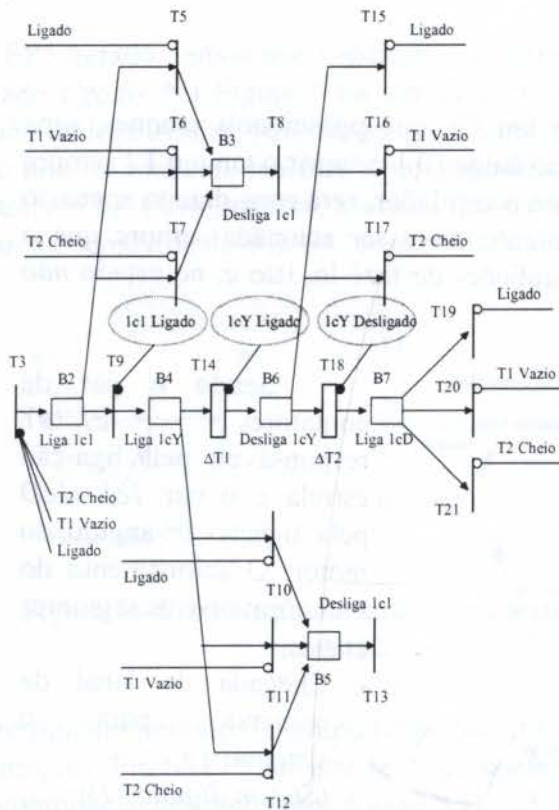 T5
T15
Ligado
Ligado
T6
T8
T16
B3
T1 Vazio
T1 Vazio
Desliga 1c1
T7
T17
T2 Cheio
T2 Cheio
1c1 Ligado
1cY Ligado
1cY Desligado
T19
Ligado
T3
B2
T9
B4
T14
B6
T18
B7
T20
T1 Vazio
Liga 1c1
Liga 1cY
Desliga 1cY
Liga 1cD
ΔT1
ΔT2
T2 Cheio
T2 Cheio
T1 Vazio
T21
Ligado
Ligado
T10
Desliga 1c1
T1 Vazio
T11
B5
T13
T2 Cheio
T12